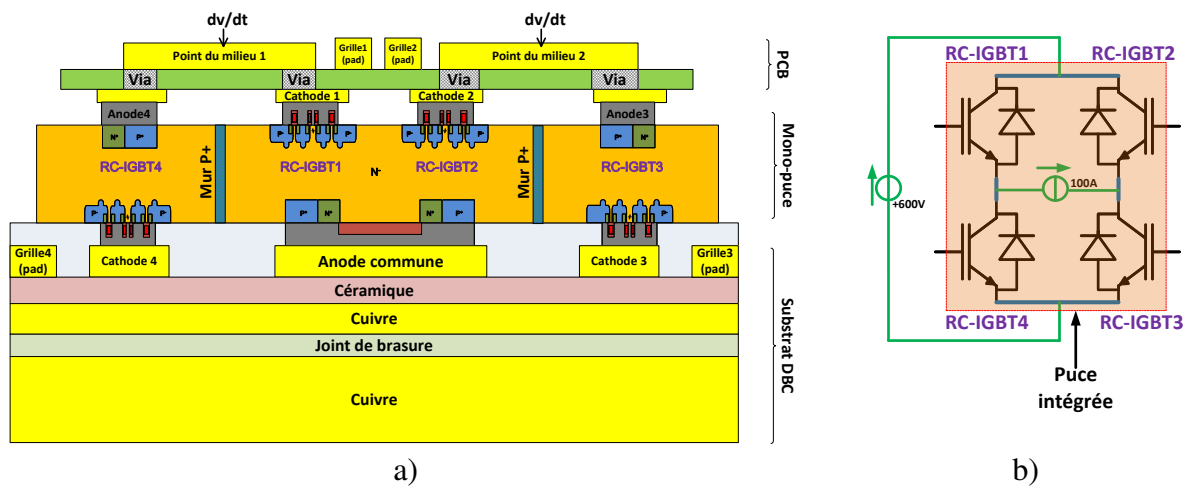 dv/dt
dv/dt
Point du milieu 1
Grille1
(pad)
Grille2
(pad)
Point du milieu 2
PCB
Via
Via
Via
Via
Cathode 1
Cathode 2
Anode4
Anode3
N+
P+
P+
P+
P+
P+
N+
P+
Mono-puce
RC-IGBT4
Mur P+
RC-IGBT1
N-
RC-IGBT2
Mur P+
RC-IGBT3
P+
P+
P+
N+
N+
P+
P+
P+
Grille4
(pad)
Cathode 4
Anode commune
Cathode 3
Grille3
(pad)
Céramique
Cuivre
Joint de brasure
Cuivre
Substrat DBC
a)
RC-IGBT1
RC-IGBT2
+600V
100A
RC-IGBT4
RC-IGBT3
Puce
intégrée
b)